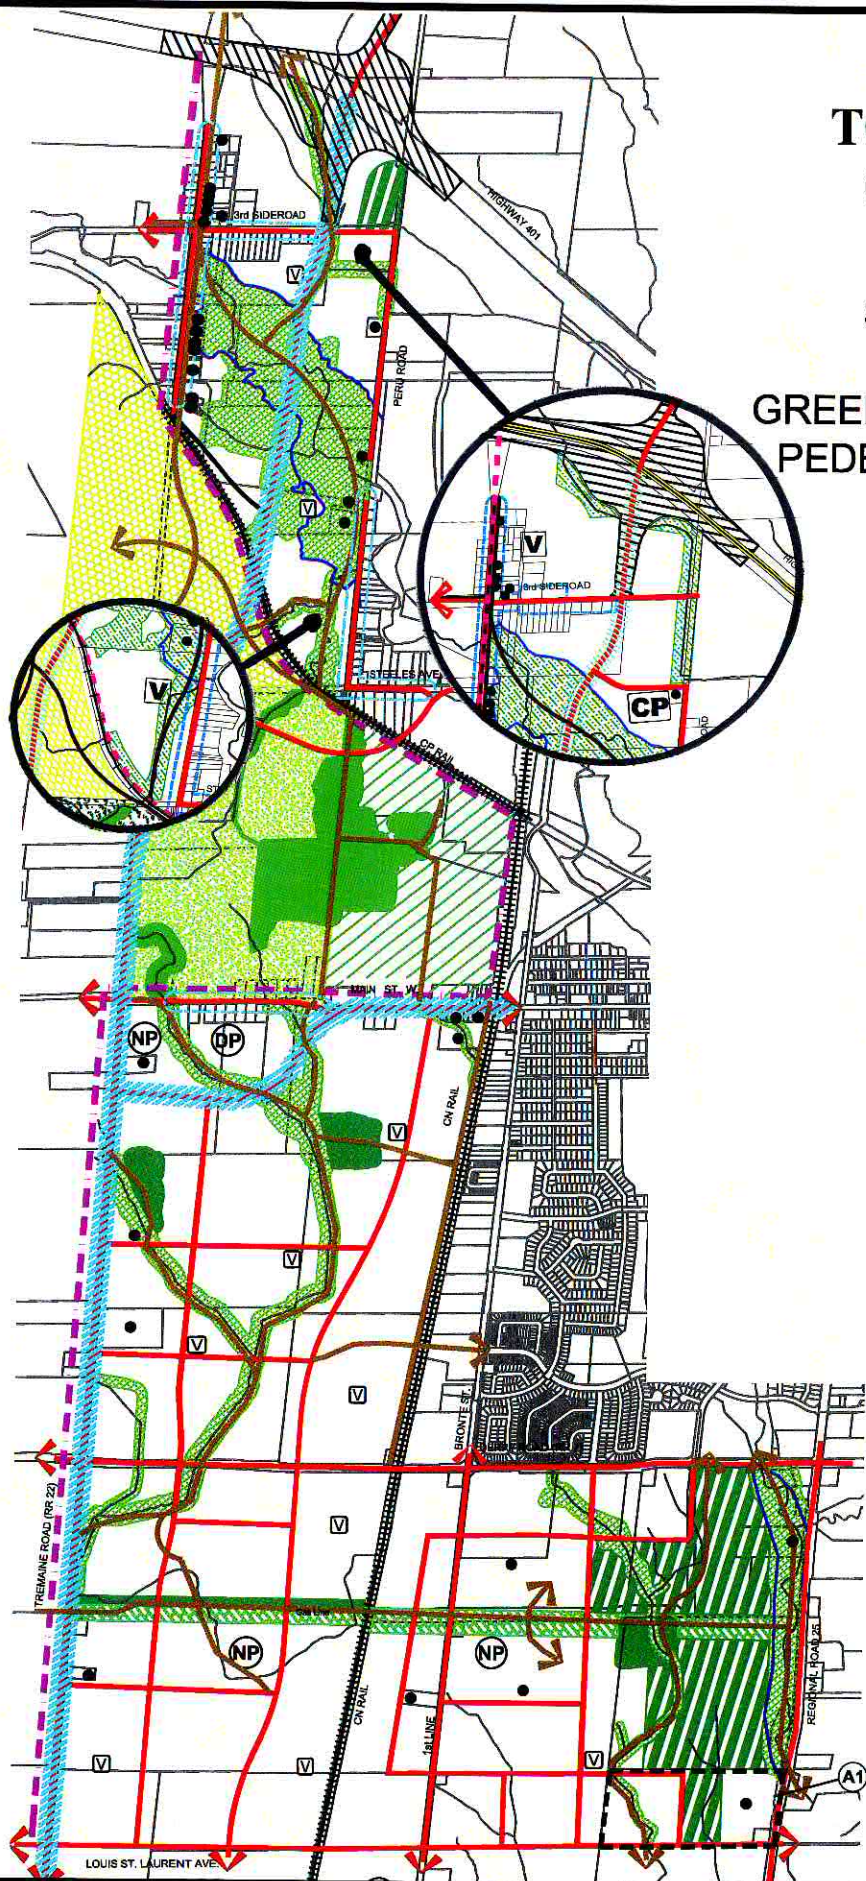 T
HIGHWAY 401
3rd SIDEROAD
V
PERU ROAD
GREE
PEDE
V
V
3rd SIDEROAD
CP
V
STEELES AVE
CP RAIL
MAIN ST. W
NP
DP
CN RAIL
V
V
V
V
BRONTE ST.
TREMAINE ROAD (RR 22)
V
NP
NP
REGIONAL ROAD 25
CN RAIL
1st LINE
V
V
V
A1
LOUIS ST. LAURENT AVE.